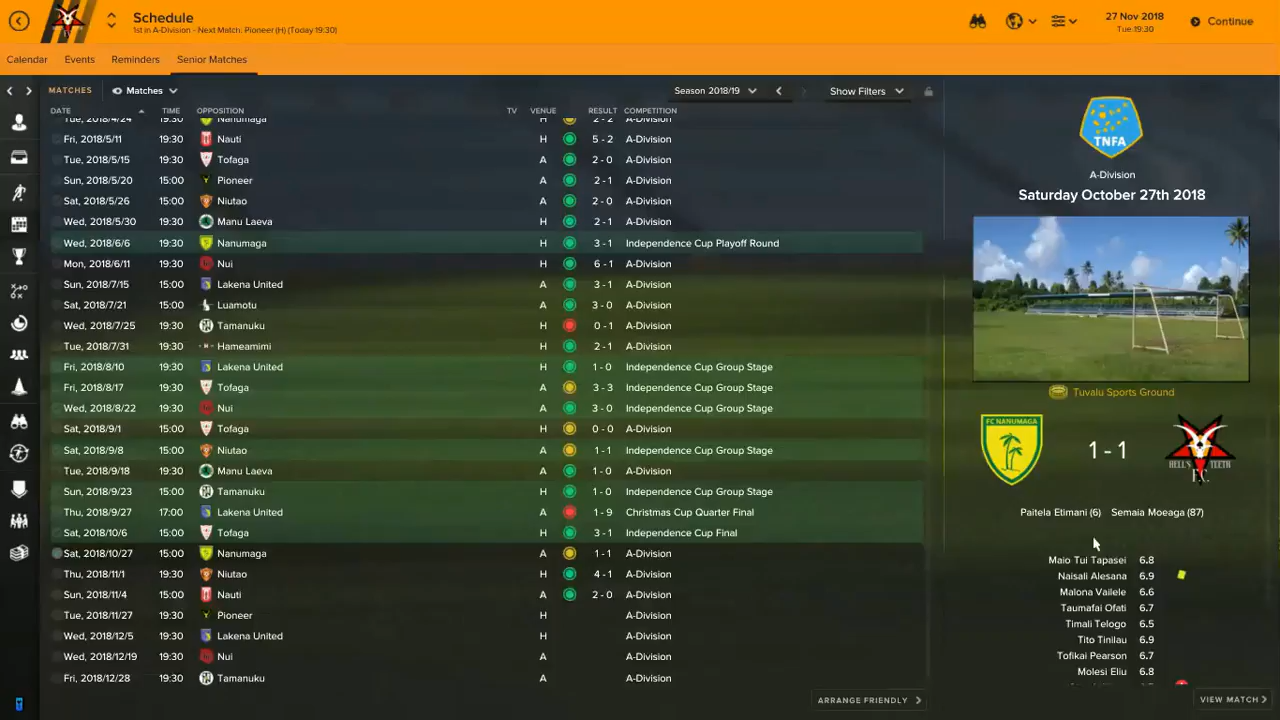 Schedule
1st in A-Division - Next Match: Pioneer (H) (Today 19:30)
27 Nov 2018
Tue 19:30
Continue
Calendar Events Reminders Senior Matches
MATCHES Matches Season 2018/19 Show Filters
DATE TIME OPPOSITION TV VENUE RESULT COMPETITION
Tue, 2018/4/24 19:30 Nanumaga H 2 - 2 A-Division
Fri, 2018/5/11 19:30 Nauti H 5 - 2 A-Division
Tue, 2018/5/15 19:30 Tofaga A 2 - 0 A-Division
Sun, 2018/5/20 15:00 Pioneer A 2 - 1 A-Division
Sat, 2018/5/26 15:00 Niutao A 2 - 0 A-Division
Wed, 2018/5/30 19:30 Manu Laeva H 2 - 1 A-Division
Wed, 2018/6/6 19:30 Nanumaga H 3 - 1 Independence Cup Playoff Round
Mon, 2018/6/11 19:30 Nui H 6 - 1 A-Division
Sun, 2018/7/15 15:00 Lakena United A 3 - 1 A-Division
Sat, 2018/7/21 15:00 Luamotu A 3 - 0 A-Division
Wed, 2018/7/25 19:30 Tamanuku H 0 - 1 A-Division
Tue, 2018/7/31 19:30 Hameamimi H 2 - 1 A-Division
Fri, 2018/8/10 19:30 Lakena United H 1 - 0 Independence Cup Group Stage
Fri, 2018/8/17 19:30 Tofaga A 3 - 3 Independence Cup Group Stage
Wed, 2018/8/22 19:30 Nui A 3 - 0 Independence Cup Group Stage
Sat, 2018/9/1 15:00 Tofaga H 0 - 0 A-Division
Sat, 2018/9/8 15:00 Niutao A 1 - 1 Independence Cup Group Stage
Tue, 2018/9/18 19:30 Manu Laeva A 1 - 0 A-Division
Sun, 2018/9/23 15:00 Tamanuku H 1 - 0 Independence Cup Group Stage
Thu, 2018/9/27 17:00 Lakena United A 1 - 9 Christmas Cup Quarter Final
Sat, 2018/10/6 15:00 Tofaga H 3 - 1 Independence Cup Final
Sat, 2018/10/27 15:00 Nanumaga A 1 - 1 A-Division
Thu, 2018/11/1 19:30 Niutao H 4 - 1 A-Division
Sun, 2018/11/4 15:00 Nauti A 2 - 0 A-Division
Tue, 2018/11/27 19:30 Pioneer H A-Division
Wed, 2018/12/5 19:30 Lakena United H A-Division
Wed, 2018/12/19 19:30 Nui A A-Division
Fri, 2018/12/28 19:30 Tamanuku A A-Division
ARRANGE FRIENDLY
TNFA
A-Division
Saturday October 27th 2018
Tuvalu Sports Ground
FC NANUMAGA
1 - 1
HELL'S TEETH
F.C.
Paitela Etimani (6) Semaia Moeaga (87)
Maio Tui Tapasei 6.8
Naisali Alesana 6.9
Malona Vailele 6.6
Taumafai Ofati 6.7
Timali Telogo 6.5
Tito Tinilau 6.9
Tofikai Pearson 6.7
Molesi Eliu 6.8
VIEW MATCH